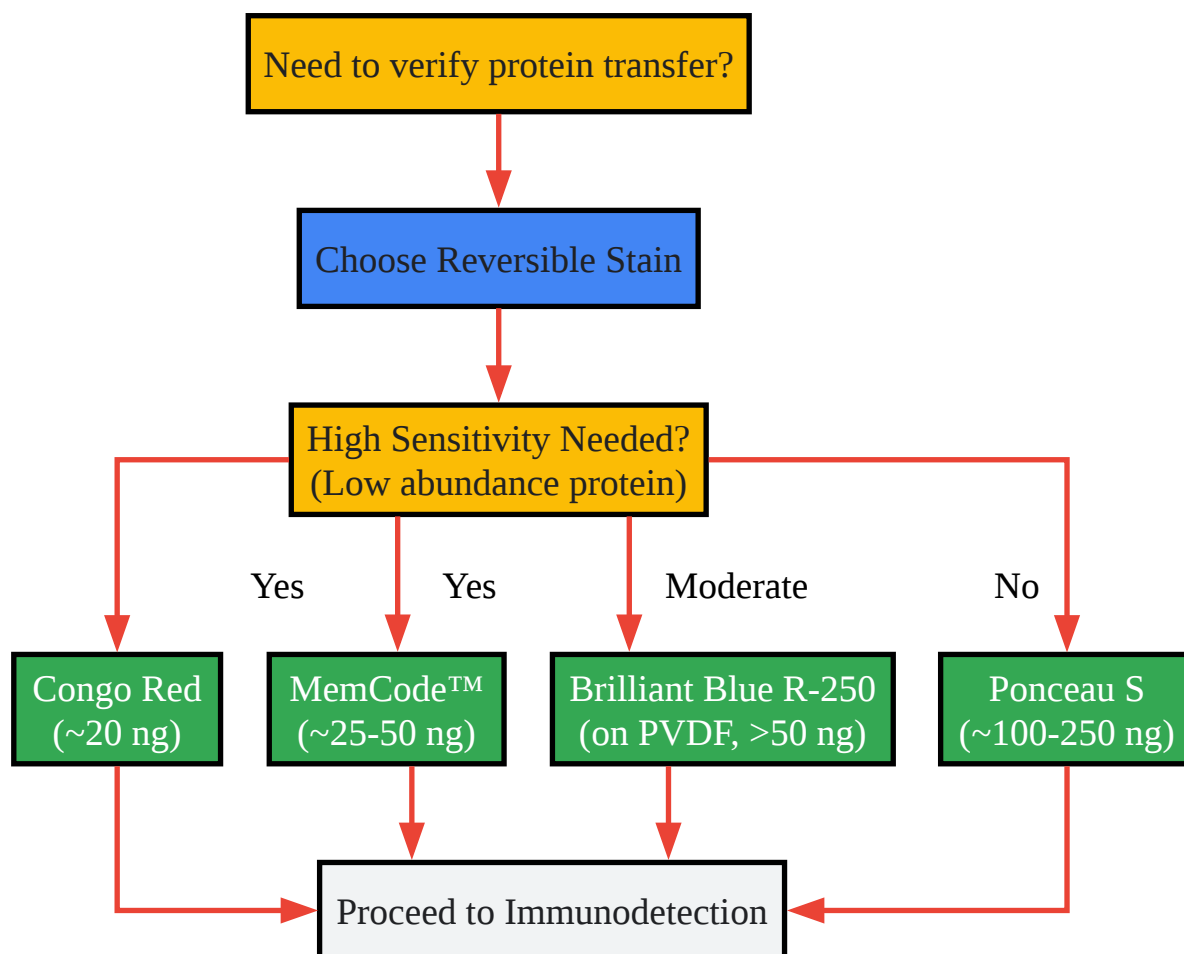 Need to verify protein transfer?
Choose Reversible Stain
High Sensitivity Needed?
(Low abundance protein)
Yes
Yes
Moderate
No
Congo Red
(~20 ng)
MemCode™
(~25-50 ng)
Brilliant Blue R-250
(on PVDF, >50 ng)
Ponceau S
(~100-250 ng)
Proceed to Immunodetection